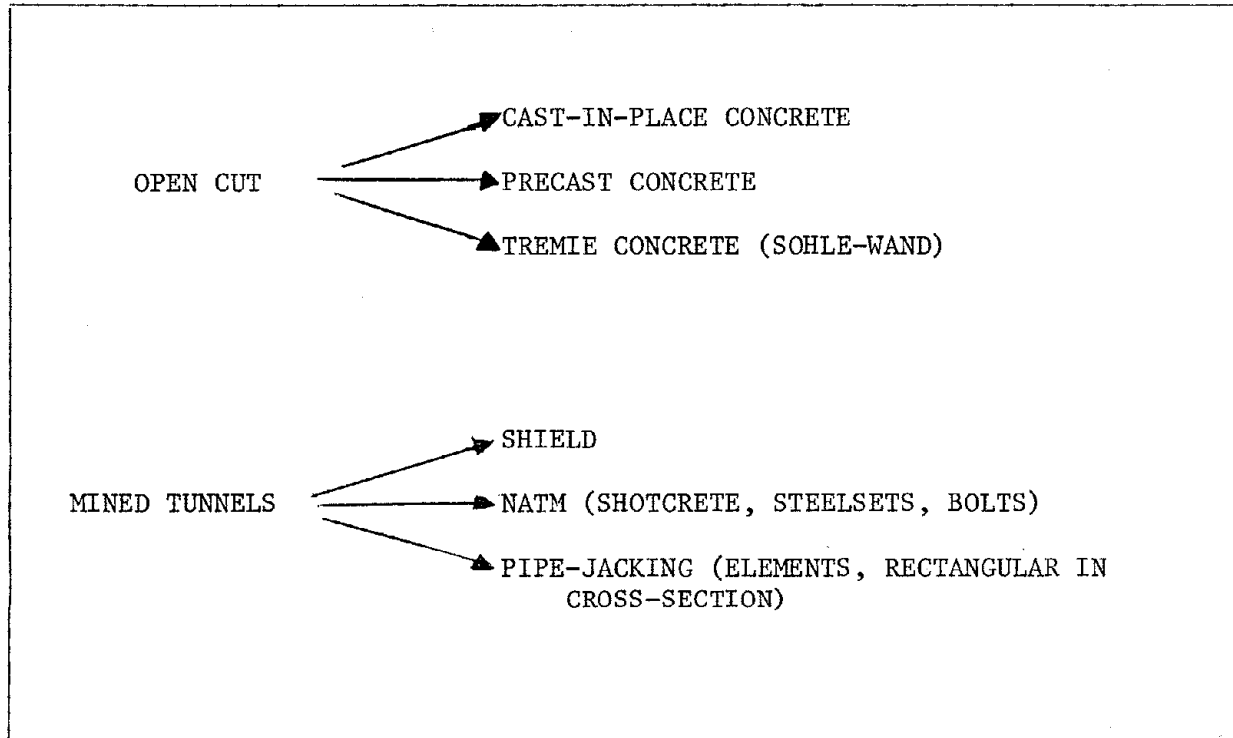 CAST-IN-PLACE CONCRETE
OPEN CUT
PRECAST CONCRETE
TREMIE CONCRETE (SOHLE-WAND)
SHIELD
MINED TUNNELS
NATM (SHOTCRETE, STEELSETS, BOLTS)
PIPE-JACKING (ELEMENTS, RECTANGULAR IN
CROSS-SECTION)